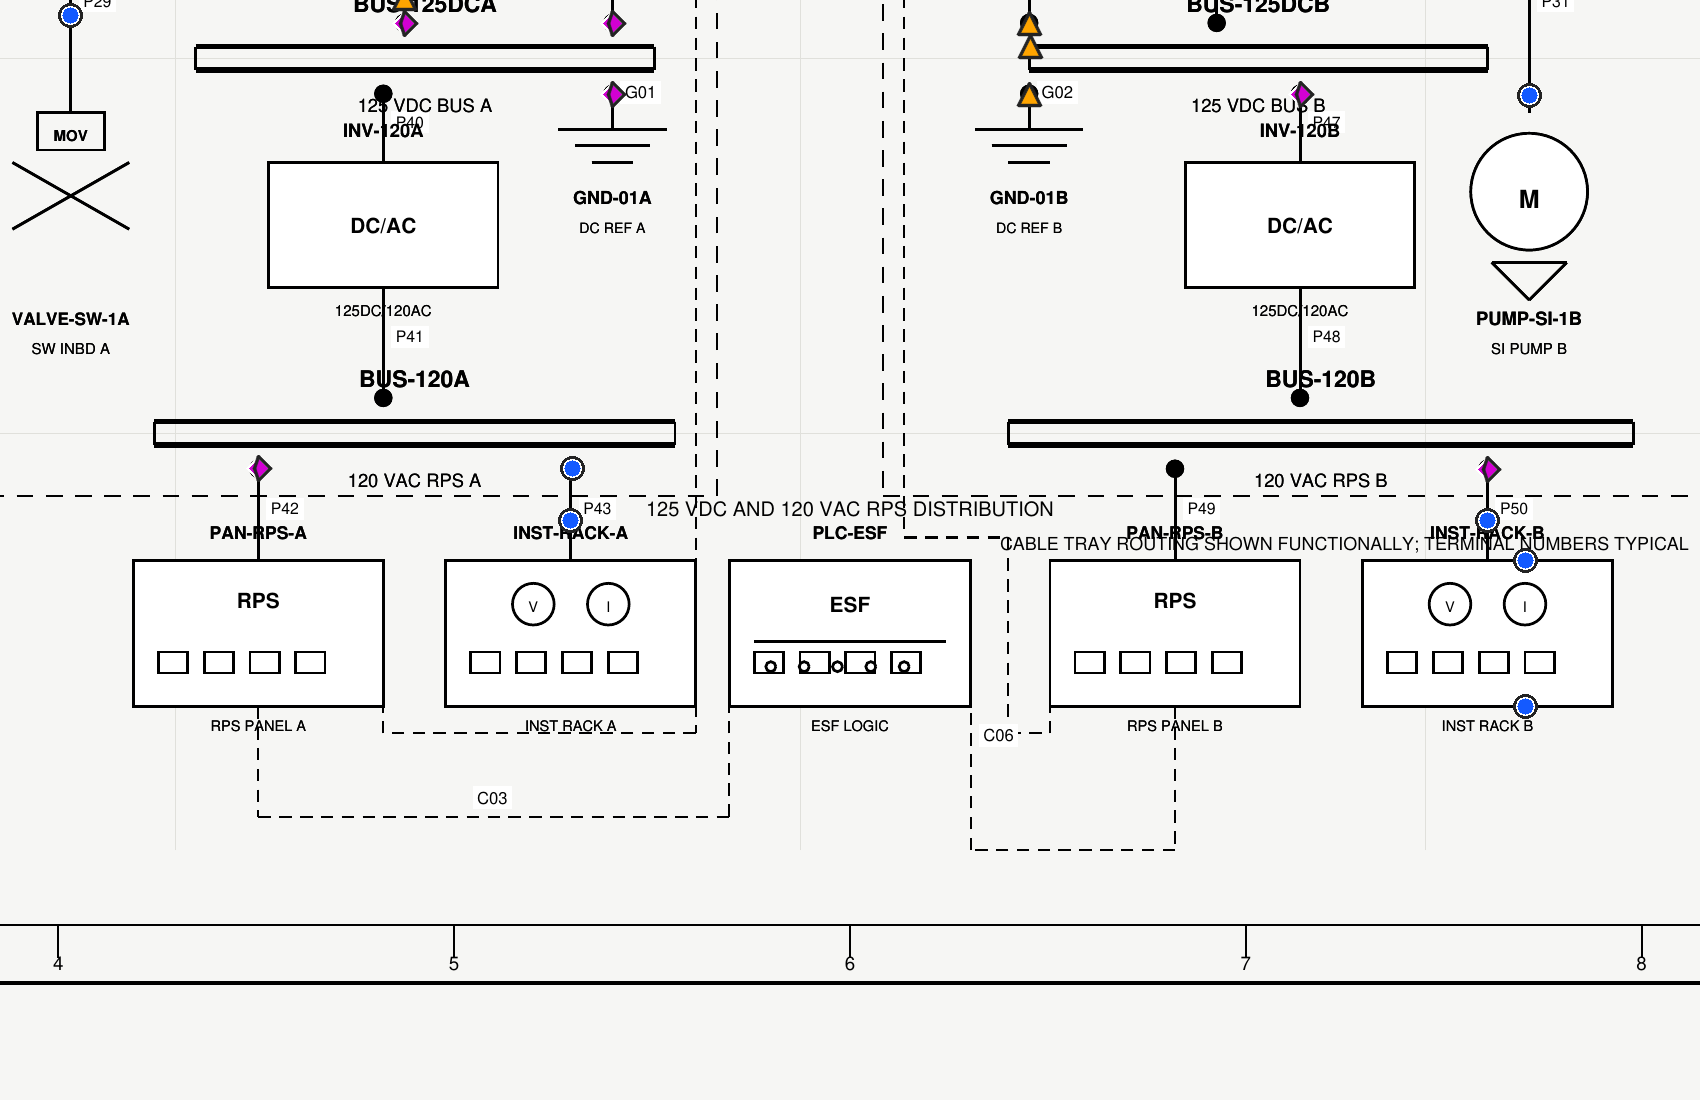 P29
BUS-125DCA
BUS-125DCB
P31
G01
G02
125 VDC BUS A
125 VDC BUS B
P40
P47
INV-120A
INV-120B
MOV
GND-01A
GND-01B
M
DC/AC
DC/AC
DC REF A
DC REF B
125DC/120AC
125DC/120AC
VALVE-SW-1A
PUMP-SI-1B
P41
P48
SW INBD A
SI PUMP B
BUS-120A
BUS-120B
120 VAC RPS A
120 VAC RPS B
P42
P43
125 VDC AND 120 VAC RPS DISTRIBUTION
P49
P50
PAN-RPS-A
INST-RACK-A
PLC-ESF
PAN-RPS-B
INST-RACK-B
CABLE TRAY ROUTING SHOWN FUNCTIONALLY; TERMINAL NUMBERS TYPICAL
RPS
V
I
ESF
RPS
V
I
RPS PANEL A
INST RACK A
ESF LOGIC
RPS PANEL B
INST RACK B
C06
C03
4
5
6
7
8